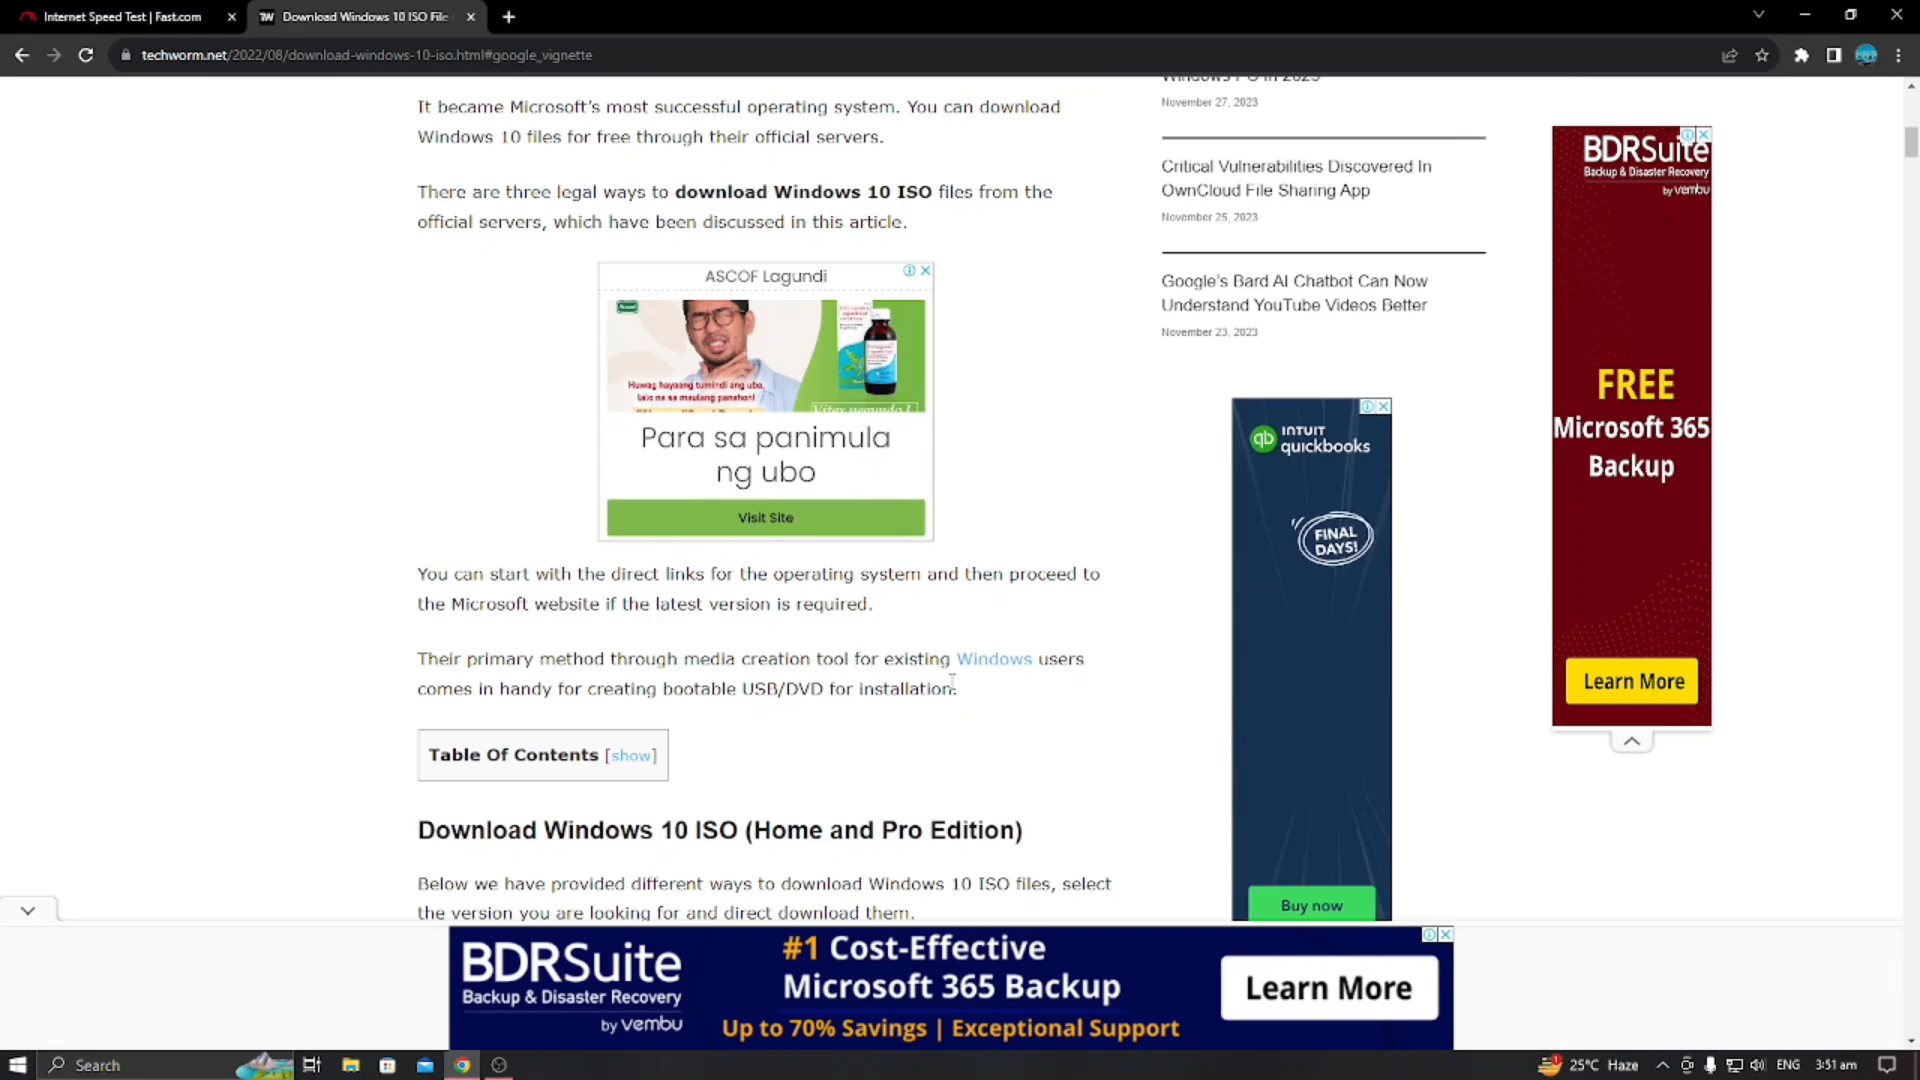 Internet Speed Test | Fast.com
Download Windows 10 ISO File
techworm.net/2022/08/download-windows-10-iso.html#google_vignette
It became Microsoft's most successful operating system. You can download
Windows 10 files for free through their official servers.
There are three legal ways to download Windows 10 ISO files from the
official servers, which have been discussed in this article.
ASCOF Lagundi
Huwag hayaang tumindi ang ubo,
lalo na sa maulang panahon!
Para sa panimula
ng ubo
Visit Site
You can start with the direct links for the operating system and then proceed to
the Microsoft website if the latest version is required.
Their primary method through media creation tool for existing Windows users
comes in handy for creating bootable USB/DVD for installation.
Table Of Contents [show]
Download Windows 10 ISO (Home and Pro Edition)
Below we have provided different ways to download Windows 10 ISO files, select
the version you are looking for and direct download them.
November 27, 2023
Critical Vulnerabilities Discovered In
OwnCloud File Sharing App
November 25, 2023
Google's Bard AI Chatbot Can Now
Understand YouTube Videos Better
November 23, 2023
qb INTUIT
quickbooks
FINAL
DAYS!
Buy now
BDRSuite
Backup & Disaster Recovery
by vembu
FREE
Microsoft 365
Backup
Learn More
BDRSuite
Backup & Disaster Recovery
by vembu
#1 Cost-Effective
Microsoft 365 Backup
Up to 70% Savings | Exceptional Support
Learn More
Search
25°C Haze
ENG
3:51 am